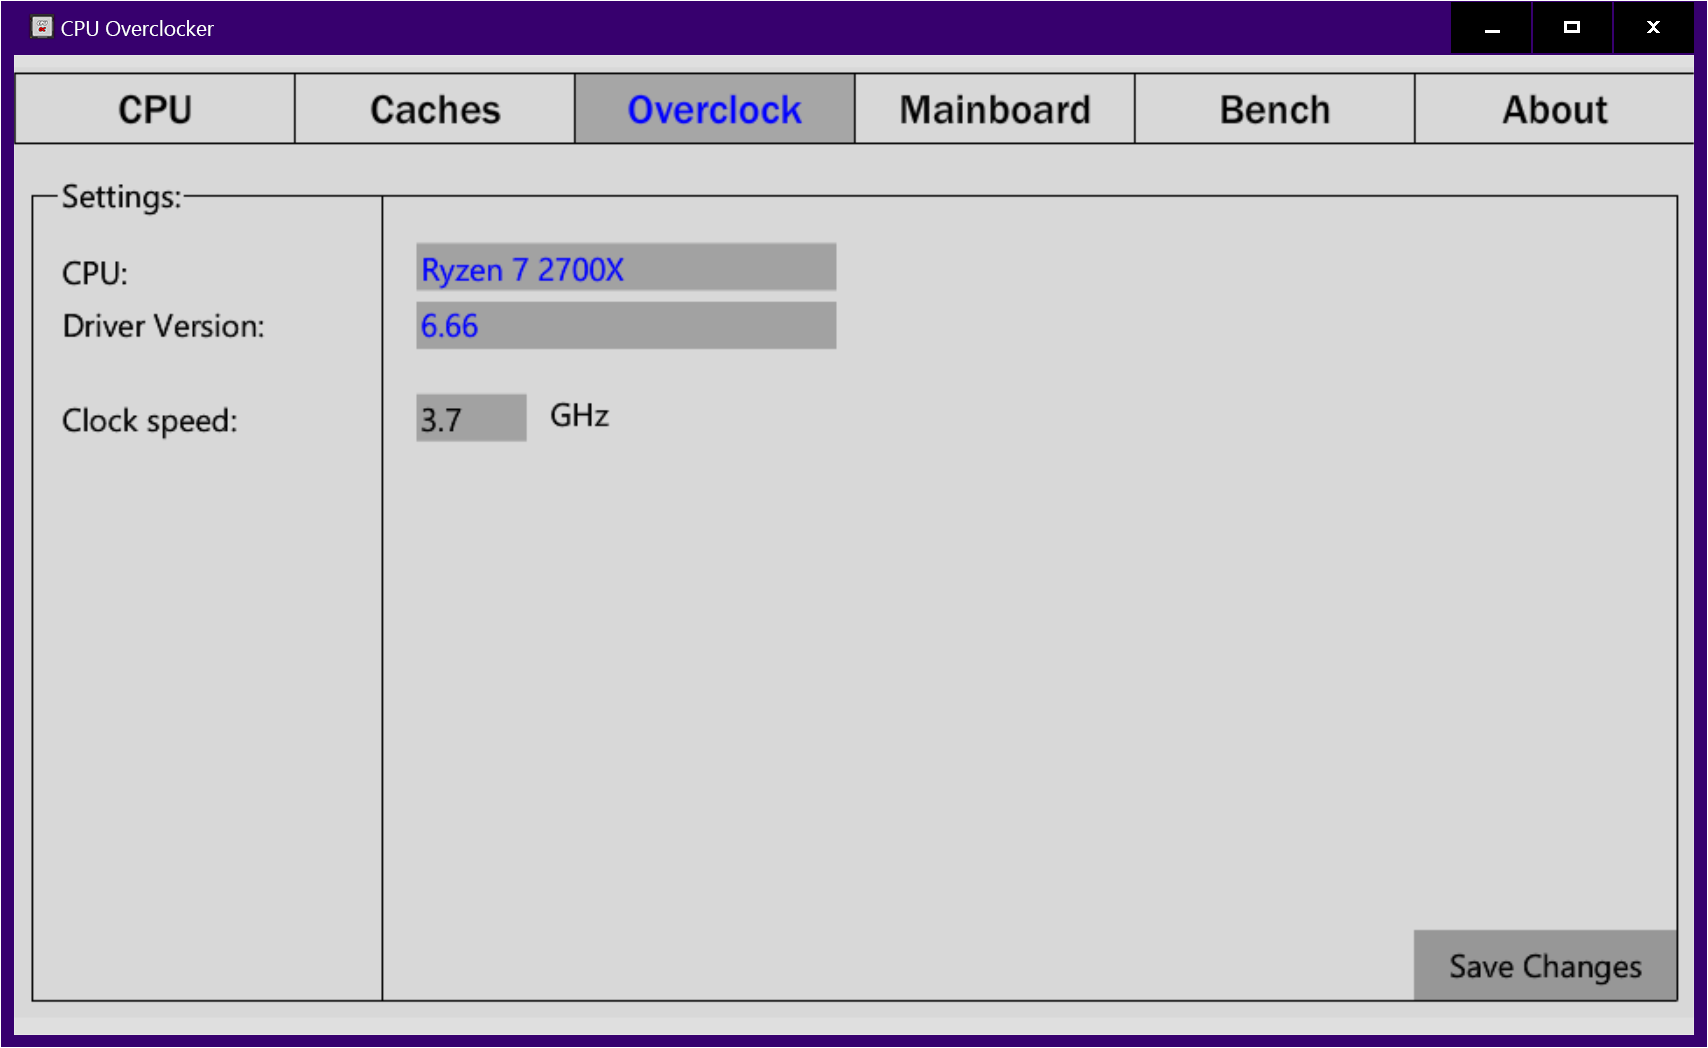 CPU Overclocker
CPU Caches Overclock Mainboard Bench About
Settings:
CPU: Ryzen 7 2700X
Driver Version: 6.66
Clock speed: 3.7 GHz
Save Changes